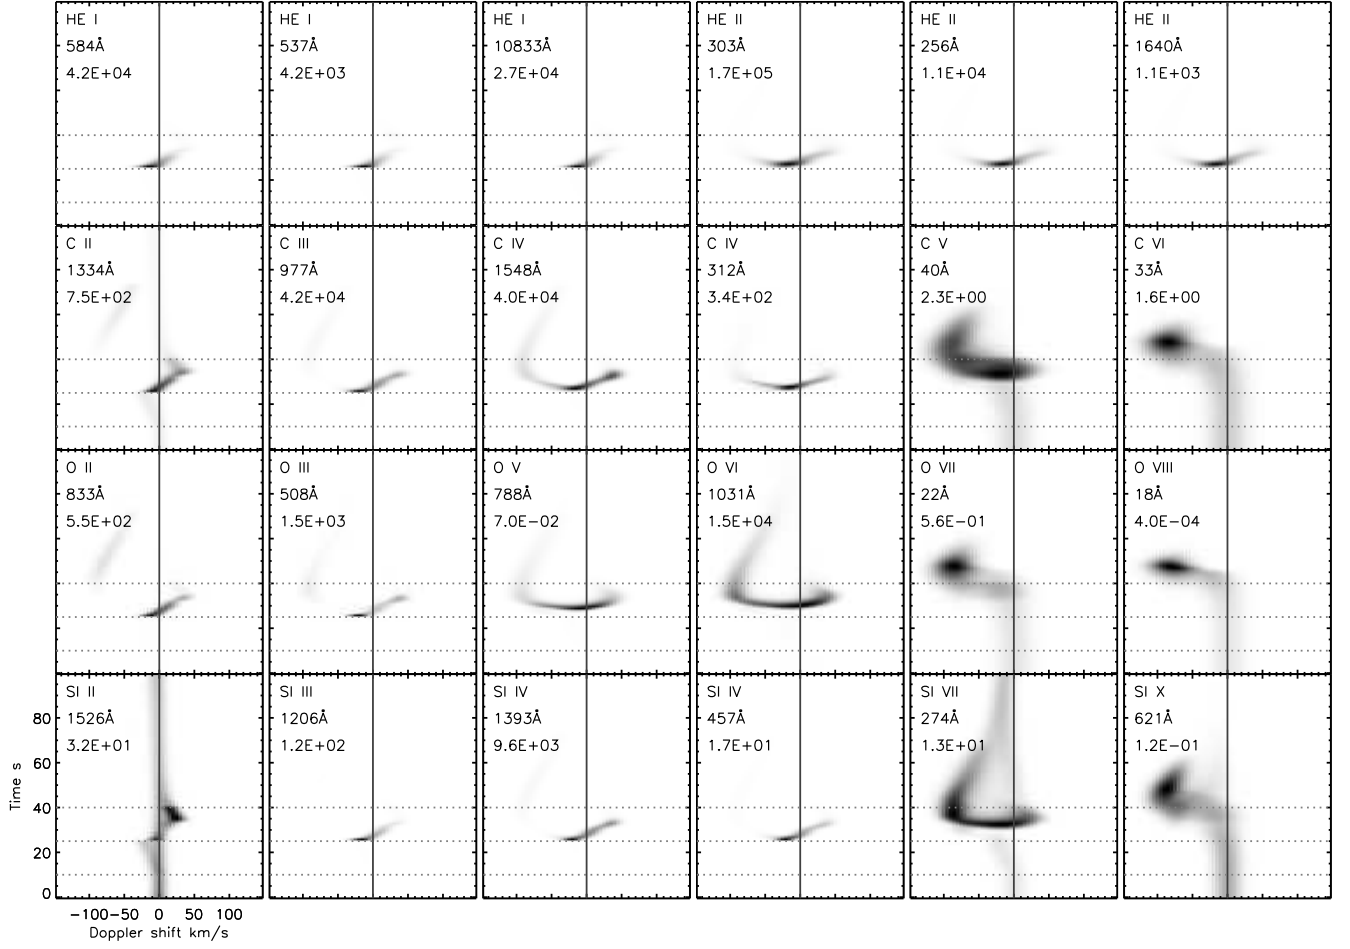 HE I
584Å
4.2E+04
HE I
537Å
4.2E+03
HE I
10833Å
2.7E+04
HE II
303Å
1.7E+05
HE II
256Å
1.1E+04
HE II
1640Å
1.1E+03
C II
1334Å
7.5E+02
C III
977Å
4.2E+04
C IV
1548Å
4.0E+04
C IV
312Å
3.4E+02
C V
40Å
2.3E+00
C VI
33Å
1.6E+00
O II
833Å
5.5E+02
O III
508Å
1.5E+03
O V
788Å
7.0E-02
O VI
1031Å
1.5E+04
O VII
22Å
5.6E-01
O VIII
18Å
4.0E-04
SI II
1526Å
3.2E+01
SI III
1206Å
1.2E+02
SI IV
1393Å
9.6E+03
SI IV
457Å
1.7E+01
SI VII
274Å
1.3E+01
SI X
621Å
1.2E-01
80
60
40
20
0
Time s
-100 -50 0 50 100
Doppler shift km/s